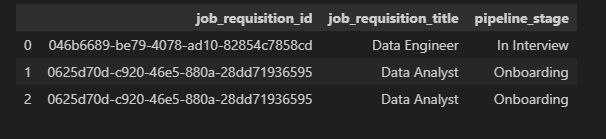 job_requisition_id job_requisition_title pipeline_stage
0 046b6689-be79-4078-ad10-82854c7858cd Data Engineer In Interview
1 0625d70d-c920-46e5-880a-28dd71936595 Data Analyst Onboarding
2 0625d70d-c920-46e5-880a-28dd71936595 Data Analyst Onboarding